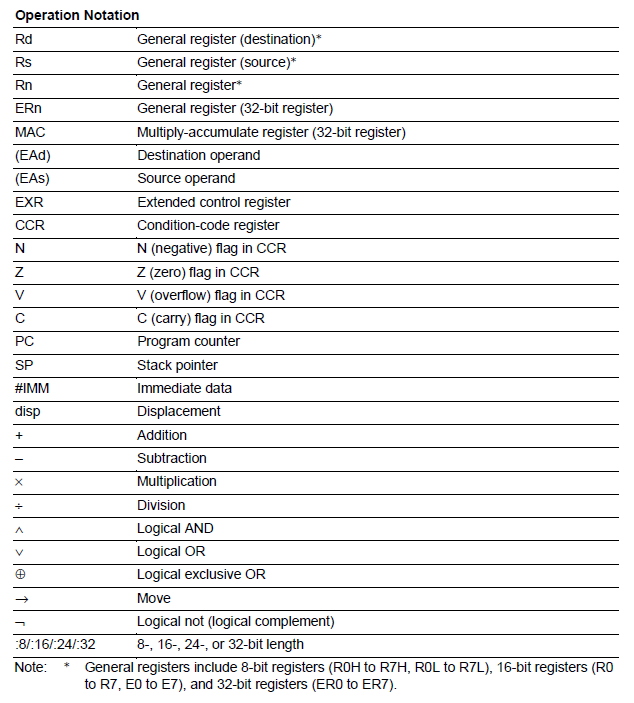 Operation Notation
Rd General register (destination)*
Rs General register (source)*
Rn General register*
ERn General register (32-bit register)
MAC Multiply-accumulate register (32-bit register)
(EAd) Destination operand
(EAs) Source operand
EXR Extended control register
CCR Condition-code register
N N (negative) flag in CCR
Z Z (zero) flag in CCR
V V (overflow) flag in CCR
C C (carry) flag in CCR
PC Program counter
SP Stack pointer
#IMM Immediate data
disp Displacement
+ Addition
– Subtraction
× Multiplication
÷ Division
∧ Logical AND
∨ Logical OR
⊕ Logical exclusive OR
→ Move
¬ Logical not (logical complement)
:8/:16/:24/:32 8-, 16-, 24-, or 32-bit length
Note: * General registers include 8-bit registers (R0H to R7H, R0L to R7L), 16-bit registers (R0
to R7, E0 to E7), and 32-bit registers (ER0 to ER7).